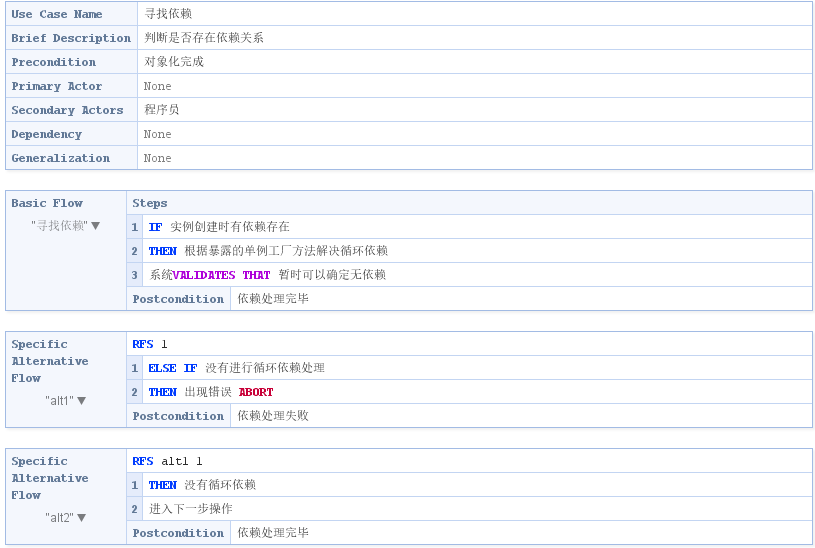 Use Case Name 寻找依赖
Brief Description 判断是否存在依赖关系
Precondition 对象化完成
Primary Actor None
Secondary Actors 程序员
Dependency None
Generalization None
Basic Flow Steps
"寻找依赖" ▼
1 IF 实例创建时有依赖存在
2 THEN 根据暴露的单例工厂方法解决循环依赖
3 系统VALIDATES THAT 暂时可以确定无依赖
Postcondition 依赖处理完毕
Specific Alternative Flow
"alt1" ▼
RFS 1
1 ELSE IF 没有进行循环依赖处理
2 THEN 出现错误 ABORT
Postcondition 依赖处理失败
Specific Alternative Flow
"alt2" ▼
RFS alt1 1
1 THEN 没有循环依赖
2 进入下一步操作
Postcondition 依赖处理完毕